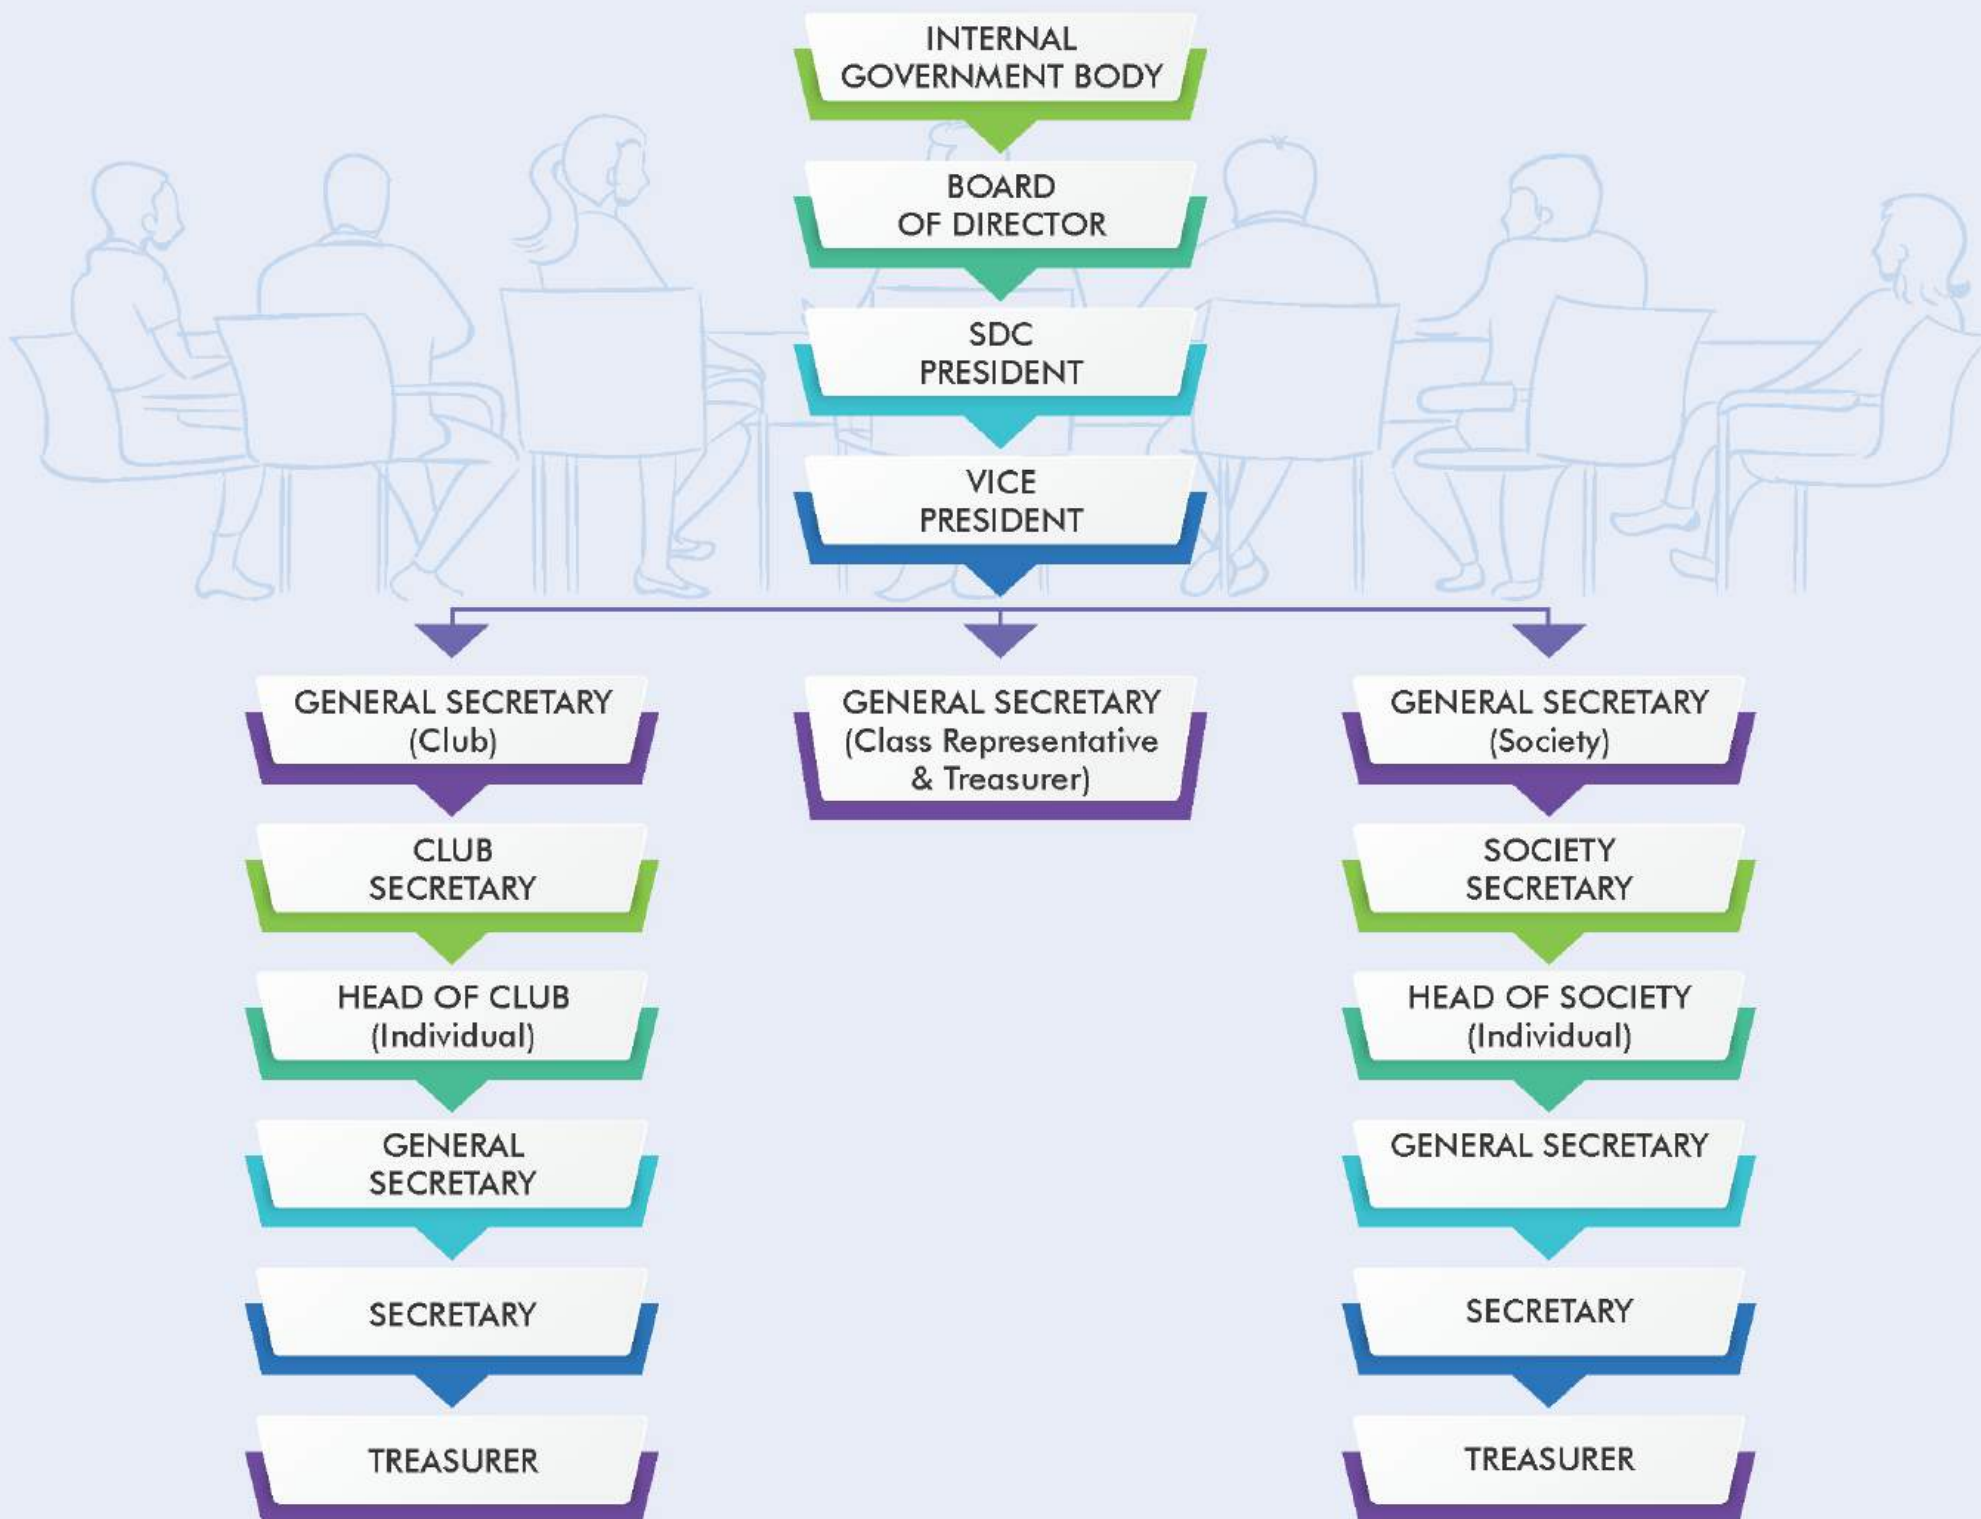 INTERNAL
GOVERNMENT BODY
BOARD
OF DIRECTOR
SDC
PRESIDENT
VICE
PRESIDENT
GENERAL SECRETARY
(Club)
GENERAL SECRETARY
(Class Representative
& Treasurer)
GENERAL SECRETARY
(Society)
CLUB
SECRETARY
SOCIETY
SECRETARY
HEAD OF CLUB
(Individual)
HEAD OF SOCIETY
(Individual)
GENERAL
SECRETARY
GENERAL SECRETARY
SECRETARY
SECRETARY
TREASURER
TREASURER